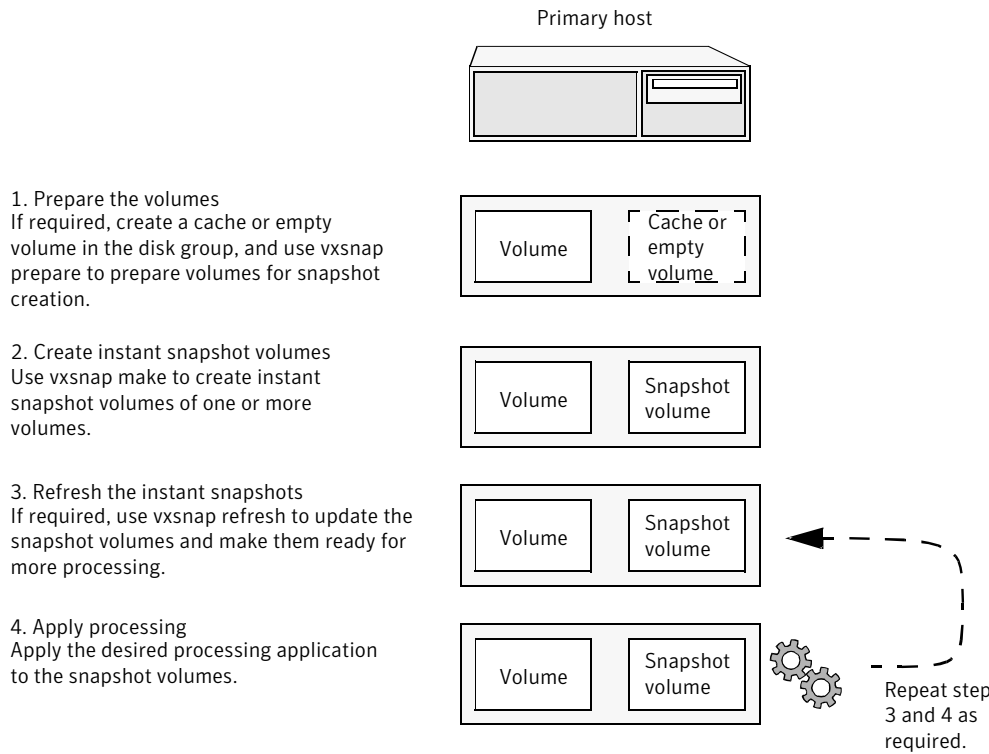 Primary host
1. Prepare the volumes
If required, create a cache or empty
volume in the disk group, and use vxsnap
prepare to prepare volumes for snapshot
creation.
Volume
Cache or
empty
volume
2. Create instant snapshot volumes
Use vxsnap make to create instant
snapshot volumes of one or more
volumes.
Volume
Snapshot
volume
3. Refresh the instant snapshots
If required, use vxsnap refresh to update the
snapshot volumes and make them ready for
more processing.
Volume
Snapshot
volume
4. Apply processing
Apply the desired processing application
to the snapshot volumes.
Volume
Snapshot
volume
Repeat step
3 and 4 as
required.